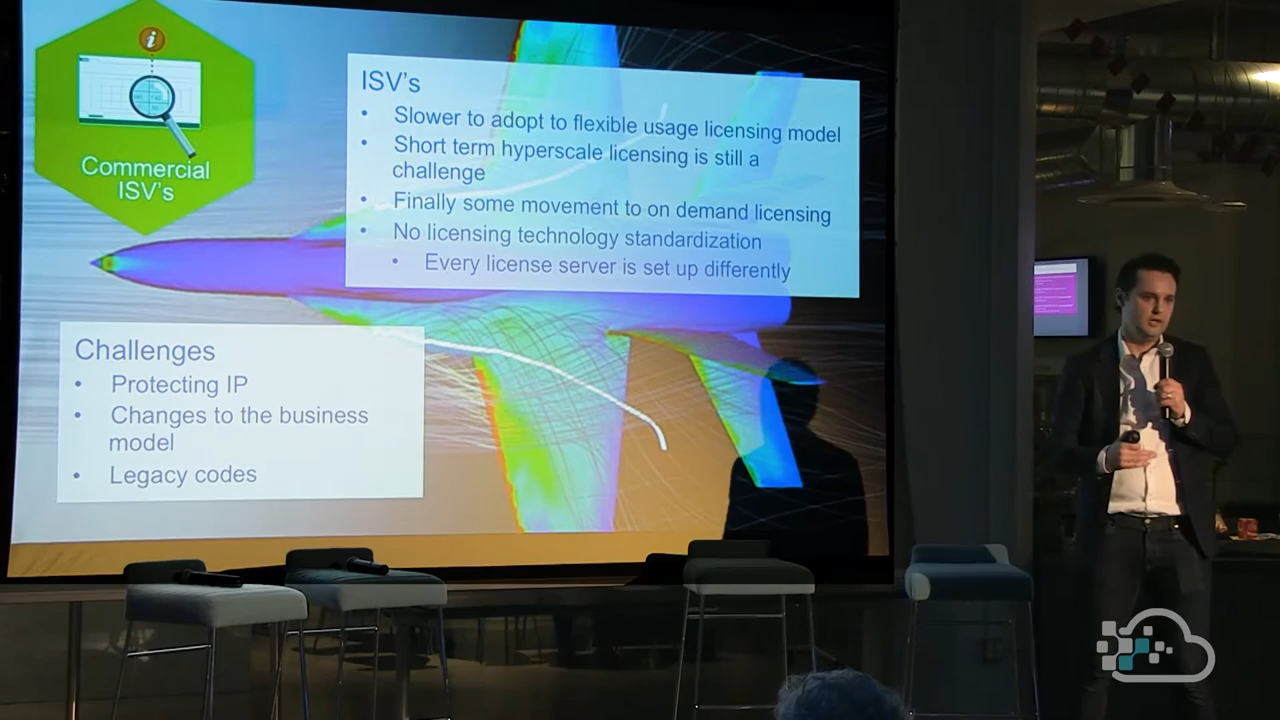 i
Commercial
ISV's
ISV's
• Slower to adopt to flexible usage licensing model
• Short term hyperscale licensing is still a
challenge
• Finally some movement to on demand licensing
• No licensing technology standardization
• Every license server is set up differently
Challenges
• Protecting IP
• Changes to the business
model
• Legacy codes